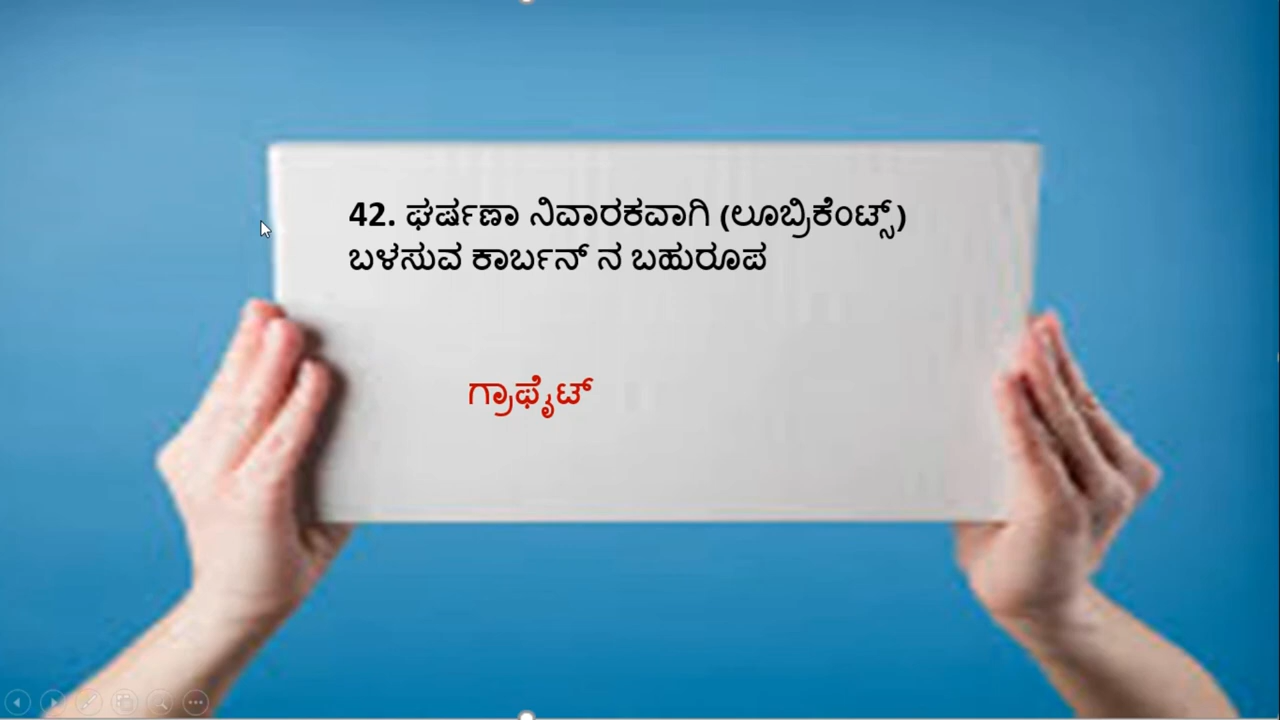 42. ಘರ್ಷಣಾ ನಿವಾರಕವಾಗಿ (ಲೂಬ್ರಿಕೆಂಟ್ಸ್)
ಬಳಸುವ ಕಾರ್ಬನ್ ನ ಬಹುರೂಪ
ಗ್ರಾಫೈಟ್